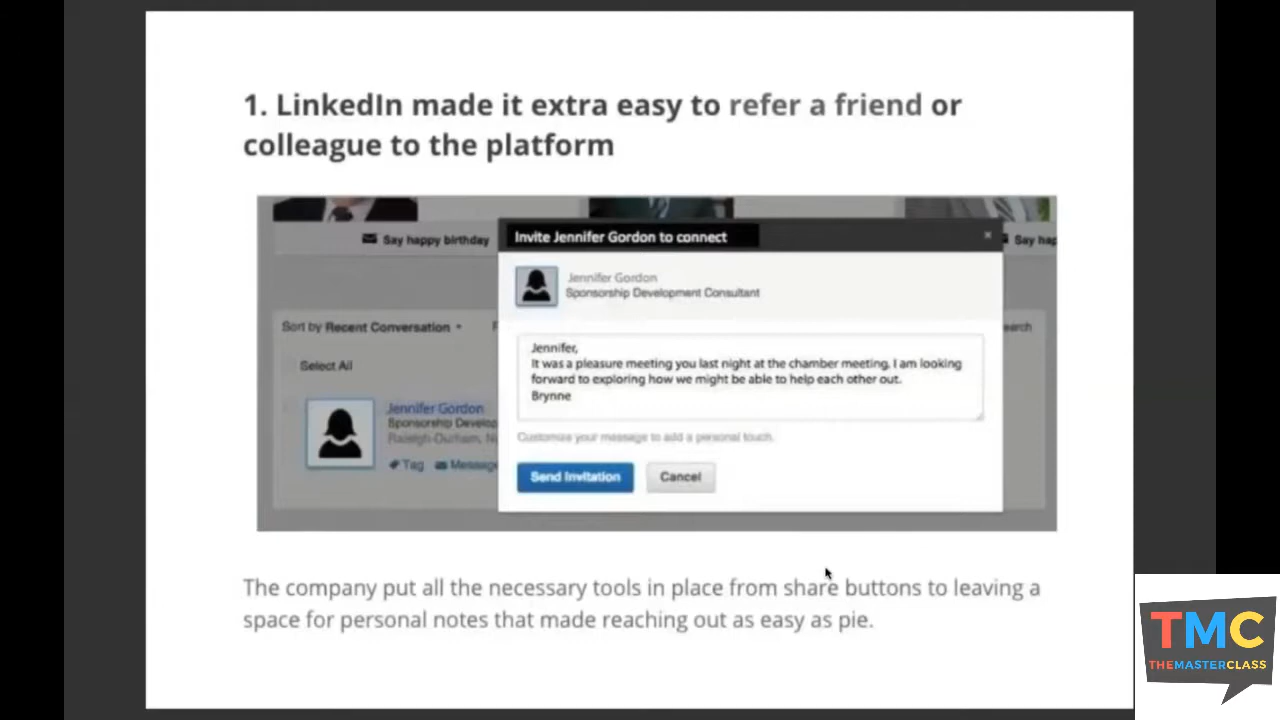 1. LinkedIn made it extra easy to refer a friend or
colleague to the platform
Say happy birthday
Invite Jennifer Gordon to connect
×
Say hap
Jennifer Gordon
Sponsorship Development Consultant
Sort by Recent Conversation
F
earch
Jennifer,
It was a pleasure meeting you last night at the chamber meeting. I am looking
forward to exploring how we might be able to help each other out.
Brynne
Select All
Jennifer Gordon
Sponsorship Develop
Raleigh-Durham, N
Customize your message to add a personal touch.
Tag Message
Send Invitation
Cancel
The company put all the necessary tools in place from share buttons to leaving a
space for personal notes that made reaching out as easy as pie.
TMC
THEMASTERCLASS